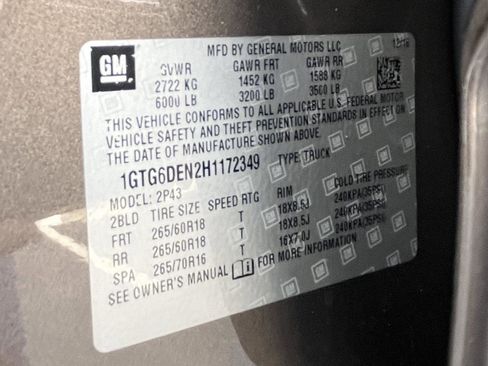 MFD BY GENERAL MOTORS LLC
GM
GVWR GAWR FRT GAWR RR
2722 KG 1452 KG 1588 KG
6000 LB 3200 LB 3500 LB
THIS VEHICLE CONFORMS TO ALL APPLICABLE U.S. FEDERAL MOTOR
VEHICLE SAFETY AND THEFT PREVENTION STANDARDS IN EFFECT ON
DATE OF MANUFACTURE SHOWN ABOVE.
1GTG6DEN2H1172349 TYPE: TRUCK
MODEL: 2P43
2BLD TIRE SIZE SPEED RTG RIM COLD TIRE PRESSURE
FRT 265/60R18 T 18X8.5J 240KPA(35PSI)
RR 265/60R18 T 18X8.5J 240KPA(35PSI)
SPA 265/70R16 T 16X7.0J 240KPA(35PSI)
SEE OWNER'S MANUAL FOR MORE INFORMATION